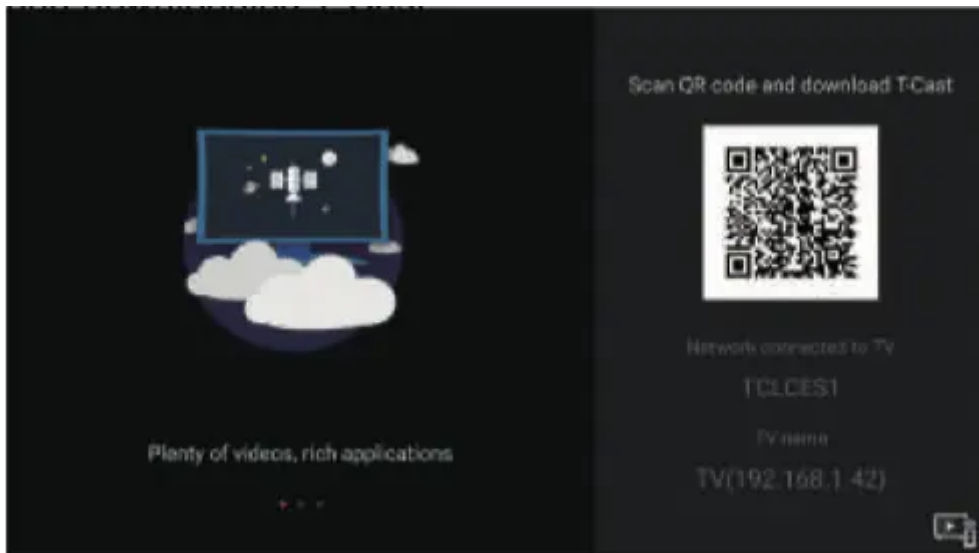 Plenty of videos, rich applications
Scan QR code and download T-Cast
Network connected to TV
TCLCES1
TV name
TV(192.168.1.42)